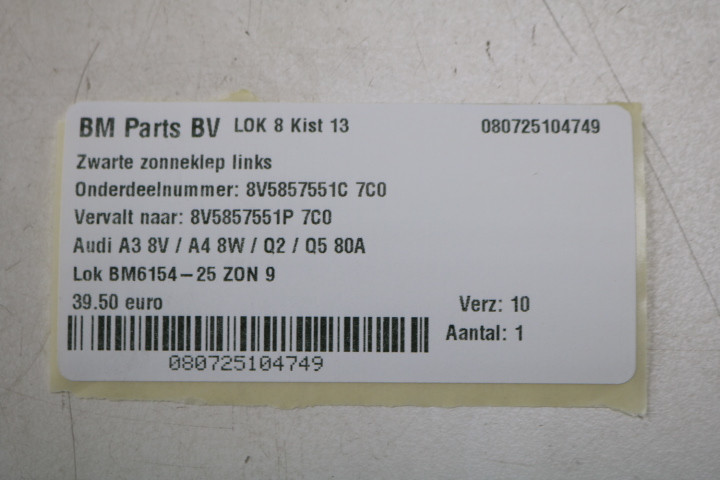 BM Parts BV LOK 8 Kist 13 080725104749
Zwarte zonneklep links
Onderdeelnummer: 8V5857551C 7C0
Vervalt naar: 8V5857551P 7C0
Audi A3 8V / A4 8W / Q2 / Q5 80A
Lok BM6154-25 ZON 9
39.50 euro Verz: 10
Aantal: 1
080725104749